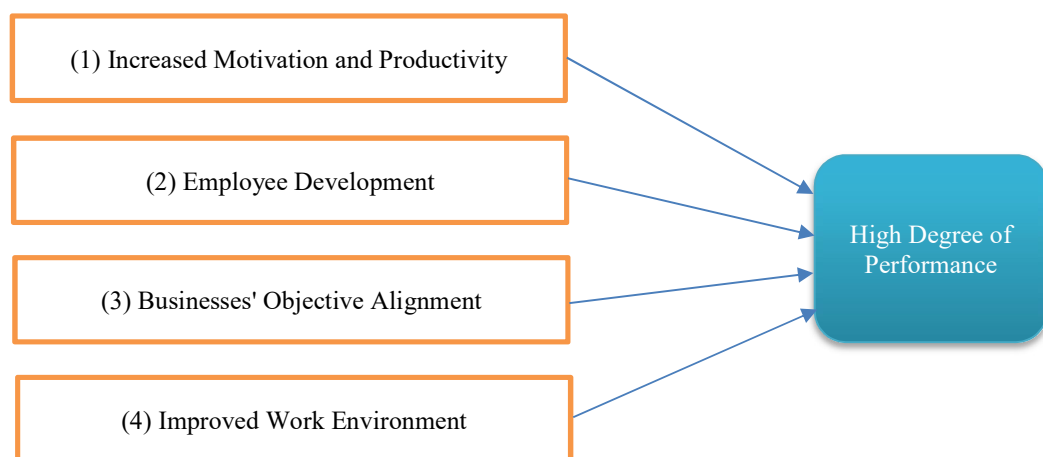 (1) Increased Motivation and Productivity
(2) Employee Development
(3) Businesses' Objective Alignment
(4) Improved Work Environment
High Degree of
Performance